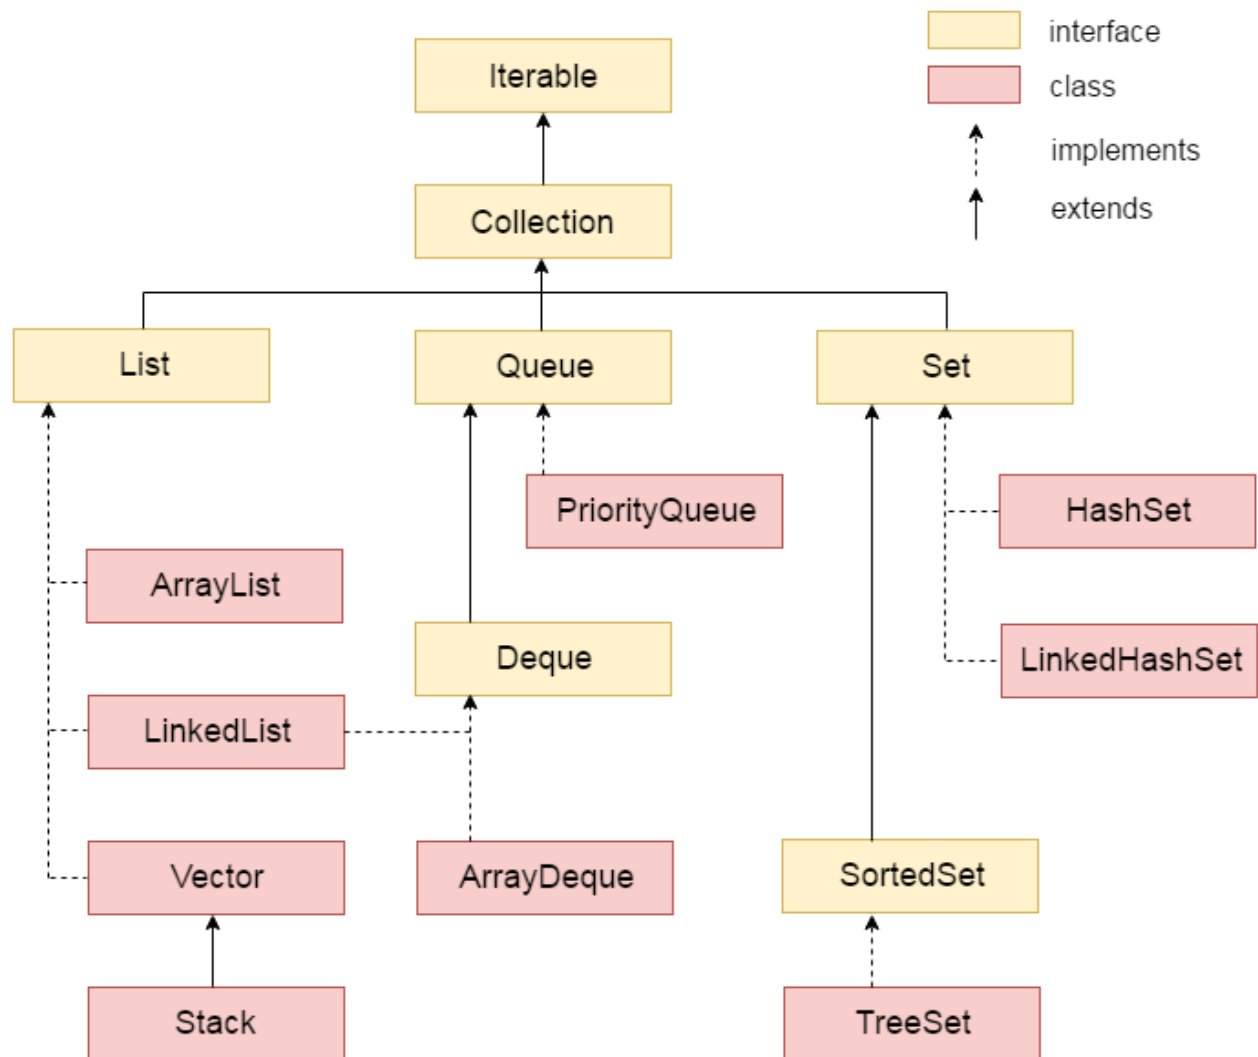 interface
class
implements
extends
Iterable
Collection
List
Queue
Set
PriorityQueue
HashSet
ArrayList
Deque
LinkedHashSet
LinkedList
Vector
ArrayDeque
SortedSet
Stack
TreeSet